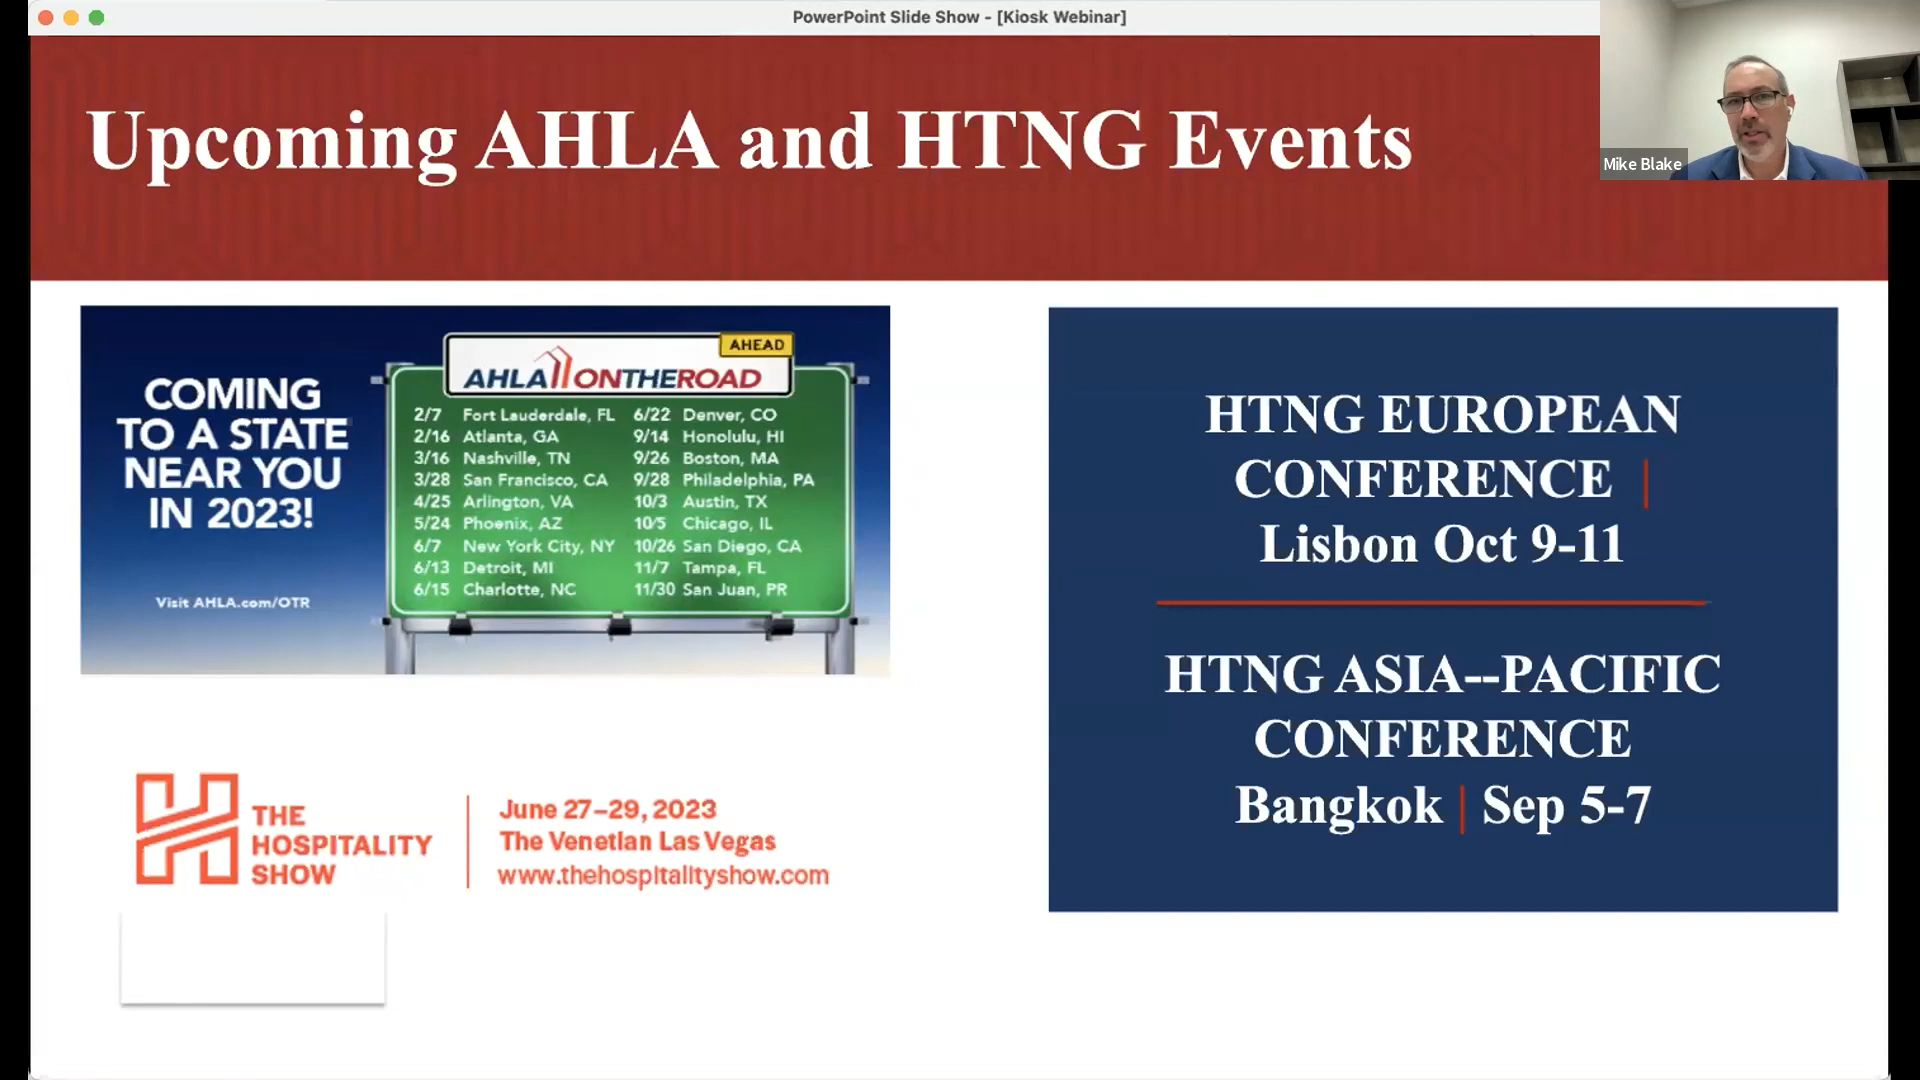 PowerPoint Slide Show - [Kiosk Webinar]
Mike Blake
Upcoming AHLA and HTNG Events
COMING
TO A STATE
NEAR YOU
IN 2023!
Visit AHLA.com/OTR
AHEAD
AHLA ONTHEROAD
2/7 Fort Lauderdale, FL
2/16 Atlanta, GA
3/16 Nashville, TN
3/28 San Francisco, CA
4/25 Arlington, VA
5/24 Phoenix, AZ
6/7 New York City, NY
6/13 Detroit, MI
6/15 Charlotte, NC
6/22 Denver, CO
9/14 Honolulu, HI
9/26 Boston, MA
9/28 Philadelphia, PA
10/3 Austin, TX
10/5 Chicago, IL
10/26 San Diego, CA
11/7 Tampa, FL
11/30 San Juan, PR
THE
HOSPITALITY
SHOW
June 27–29, 2023
The Venetian Las Vegas
www.thehospitalityshow.com
HTNG EUROPEAN
CONFERENCE |
Lisbon Oct 9-11
HTNG ASIA--PACIFIC
CONFERENCE
Bangkok | Sep 5-7